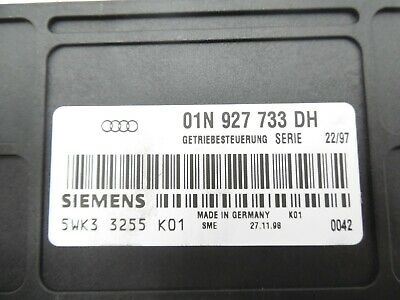 01N 927 733 DH
GETRIEBESTEUERUNG SERIE 22/97
SIEMENS MADE IN GERMANY K01
5WK3 3255 K01 SME 27.11.98 0042